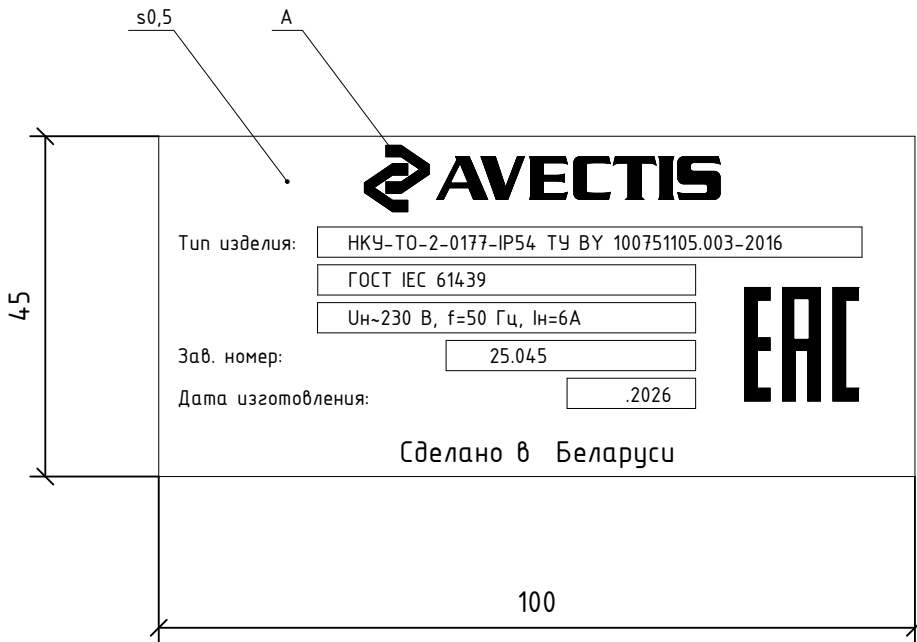 s0,5
A
AVECTIS
Тип изделия:
НКУ-ТО-2-0177-IP54 ТУ BY 100751105.003-2016
ГОСТ IEC 61439
Uн~230 В, f=50 Гц, Iн=6А
Зав. номер:
25.045
Дата изготовления:
.2026
EAC
Сделано в Беларуси
45
100